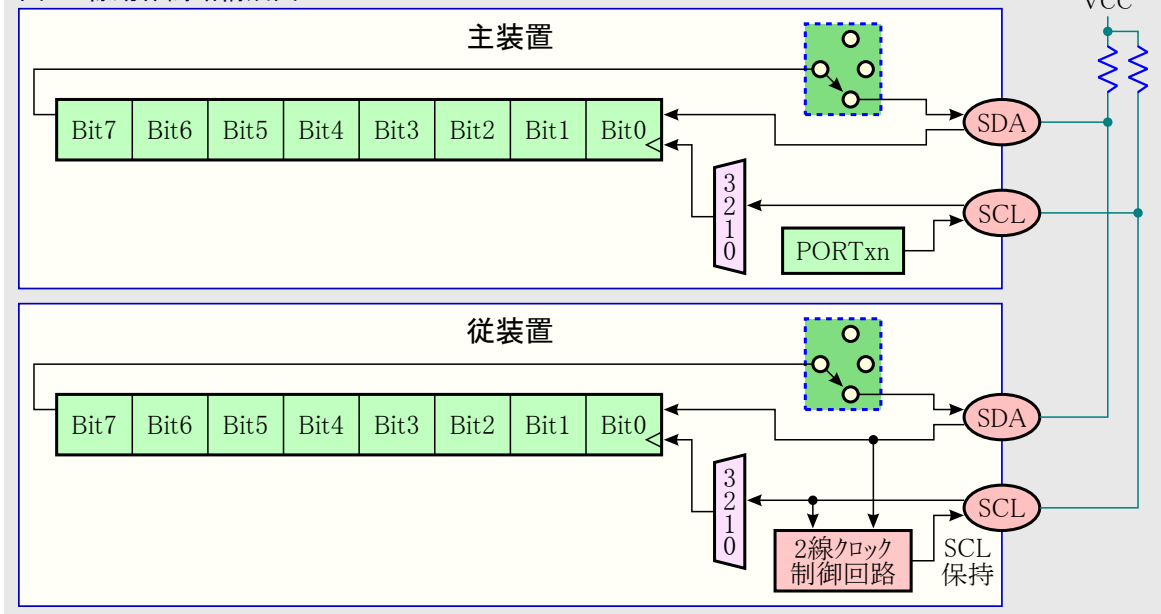 VCC
主装置
Bit7 Bit6 Bit5 Bit4 Bit3 Bit2 Bit1 Bit0
SDA
3
2
1
0
SCL
PORTxn
従装置
Bit7 Bit6 Bit5 Bit4 Bit3 Bit2 Bit1 Bit0
SDA
3
2
1
0
SCL
2線クロック
制御回路
SCL
保持